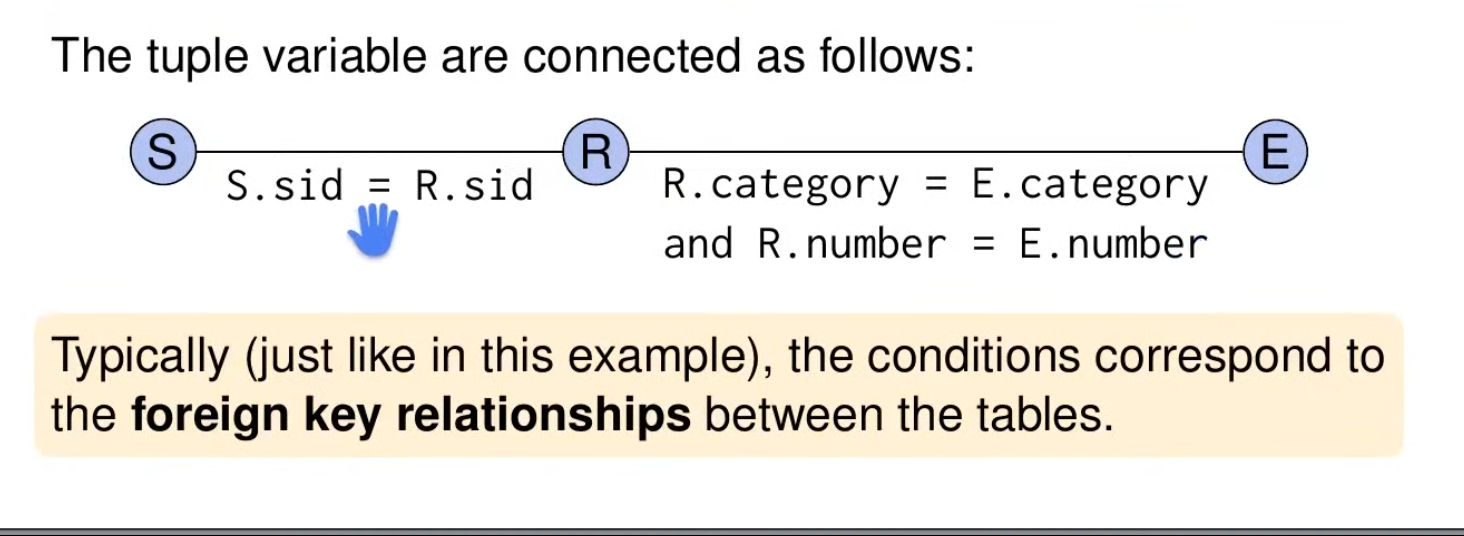 The tuple variable are connected as follows:
S R E
S.sid = R.sid R.category = E.category
and R.number = E.number
Typically (just like in this example), the conditions correspond to
the foreign key relationships between the tables.